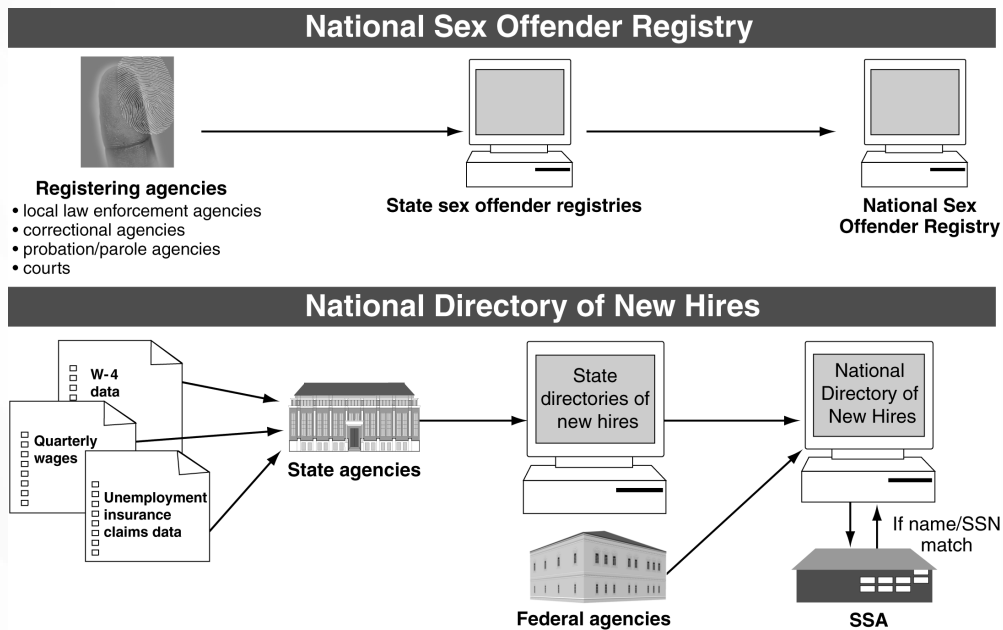 National Sex Offender Registry
Registering agencies
• local law enforcement agencies
• correctional agencies
• probation/parole agencies
• courts
State sex offender registries
National Sex
Offender Registry
National Directory of New Hires
W-4
data
Quarterly
wages
Unemployment
insurance
claims data
State agencies
State
directories of
new hires
National
Directory of
New Hires
Federal agencies
If name/SSN
match
SSA